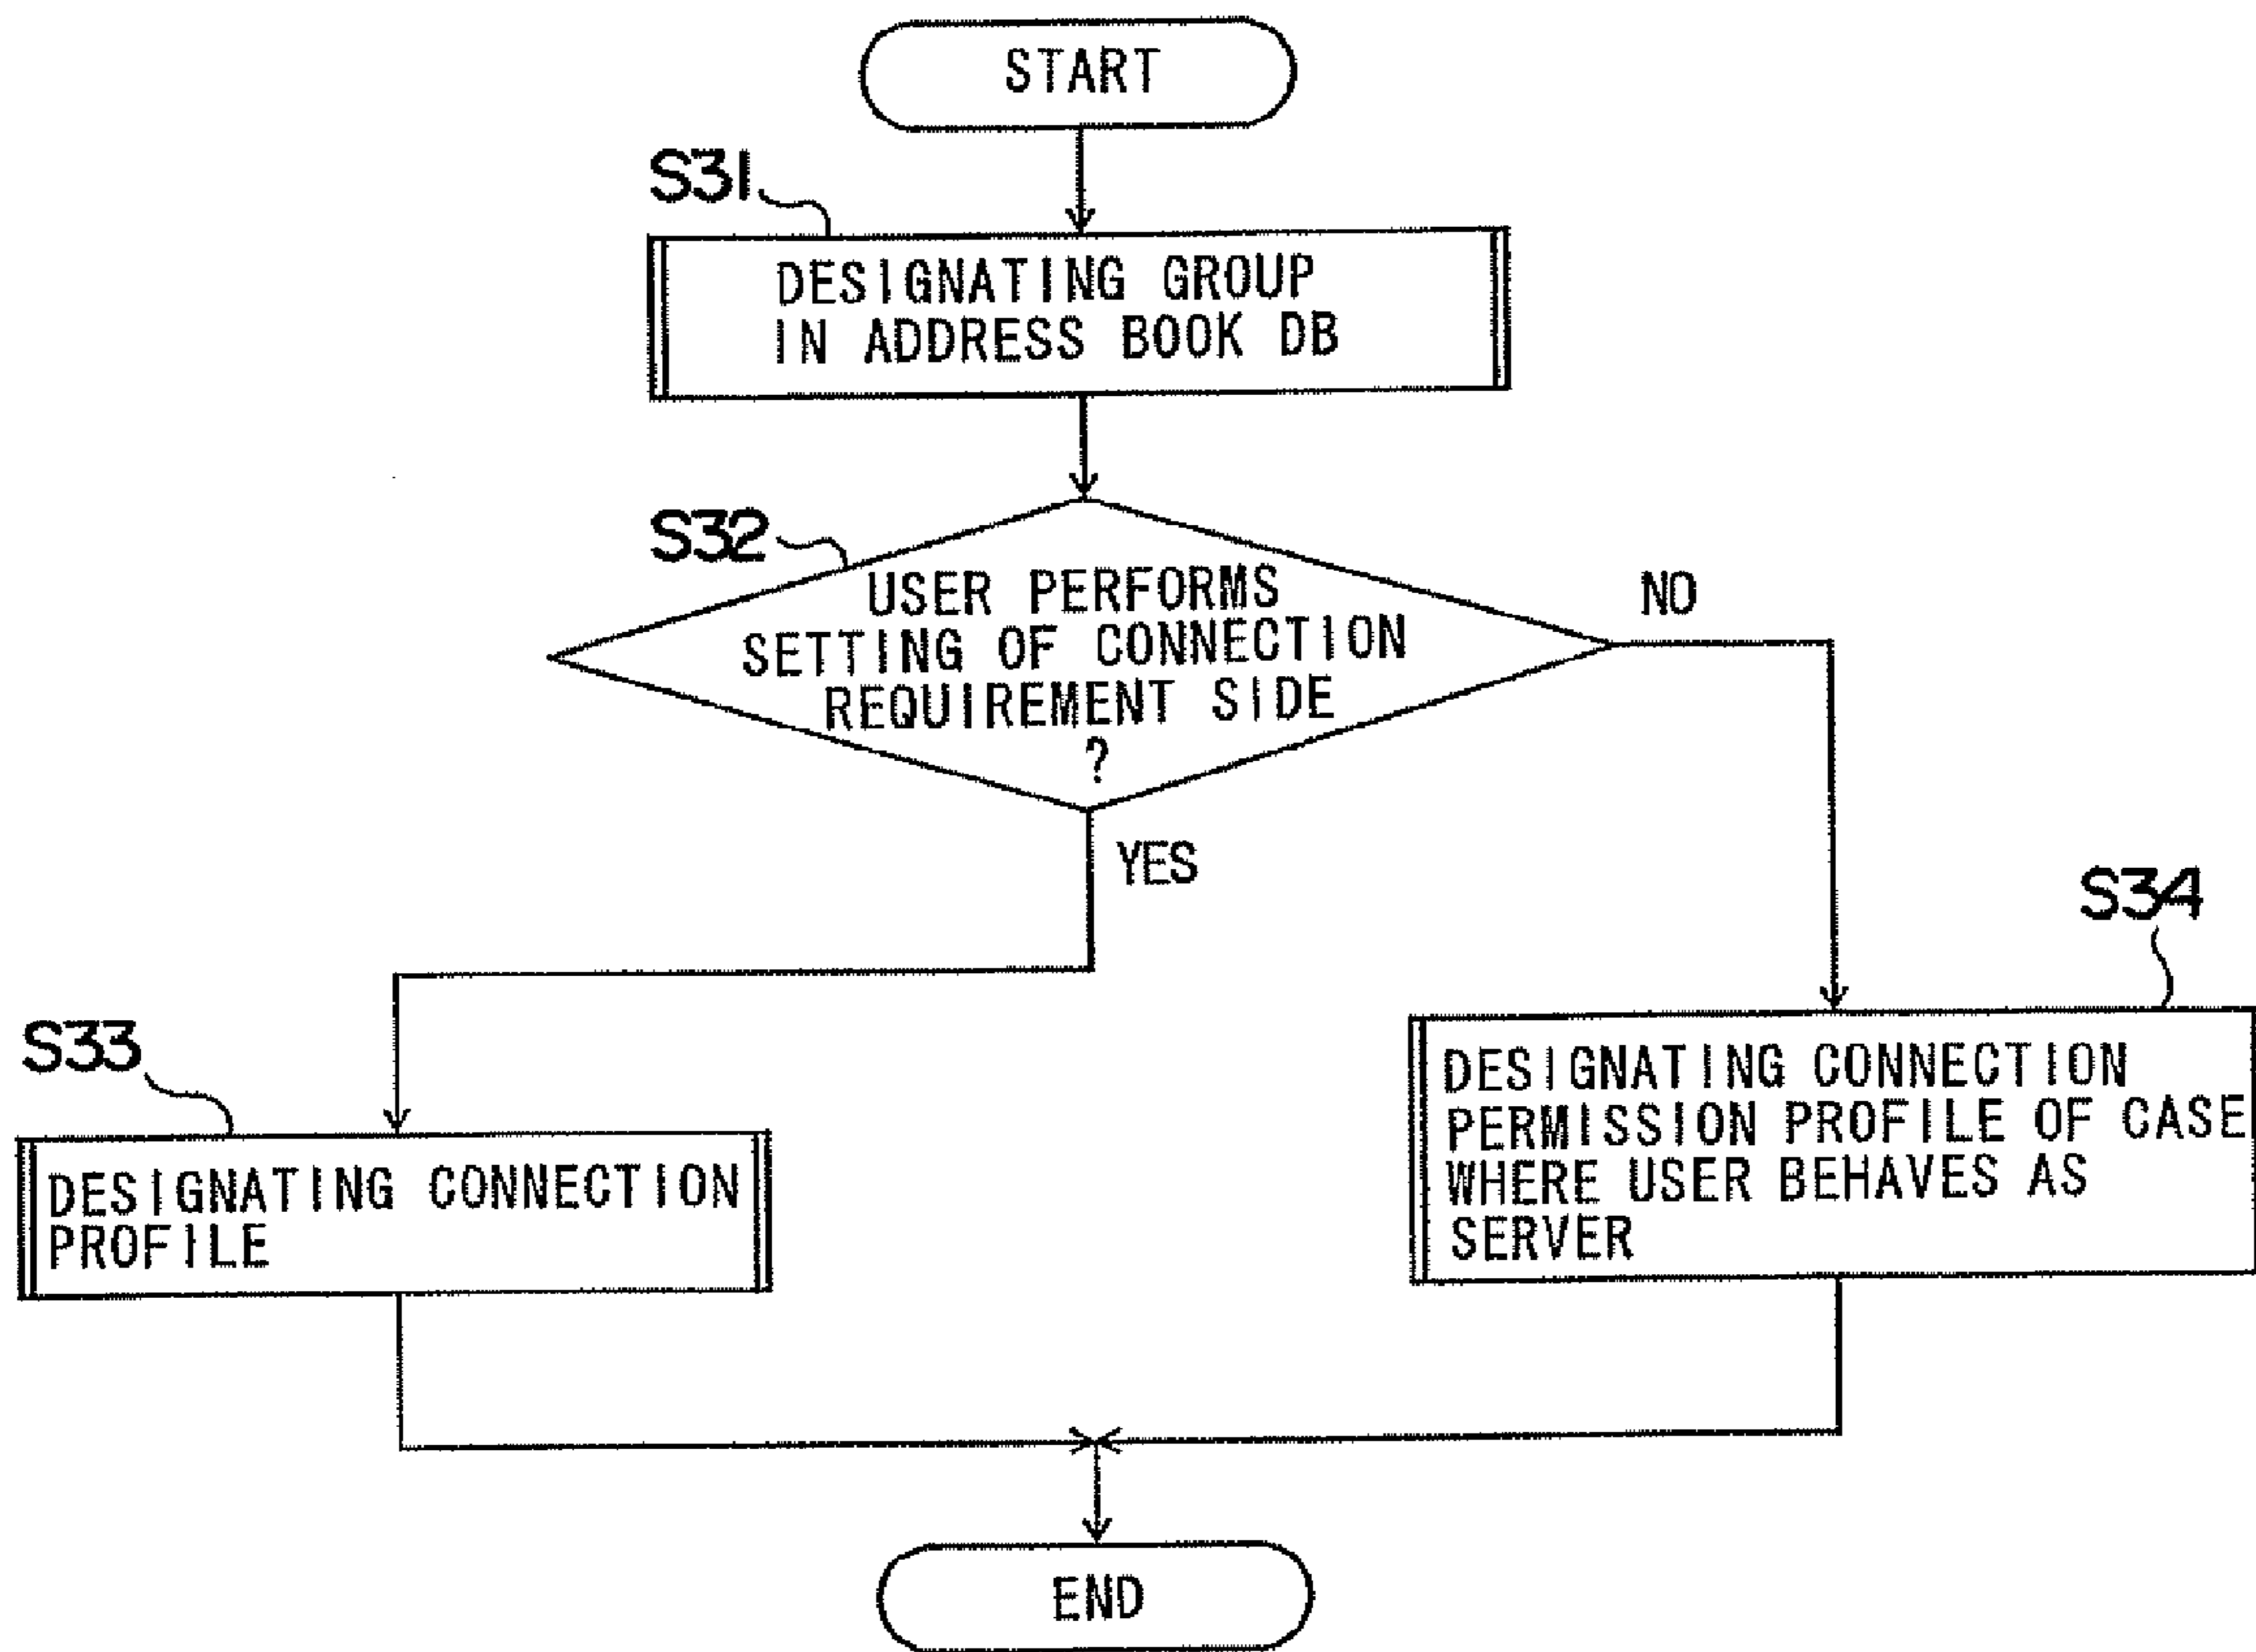 START
S31
DESIGNATING GROUP
IN ADDRESS BOOK DB
S32
USER PERFORMS
SETTING OF CONNECTION
REQUIREMENT SIDE
?
NO
YES
S33
DESIGNATING CONNECTION
PROFILE
S34
DESIGNATING CONNECTION
PERMISSION PROFILE OF CASE
WHERE USER BEHAVES AS
SERVER
END